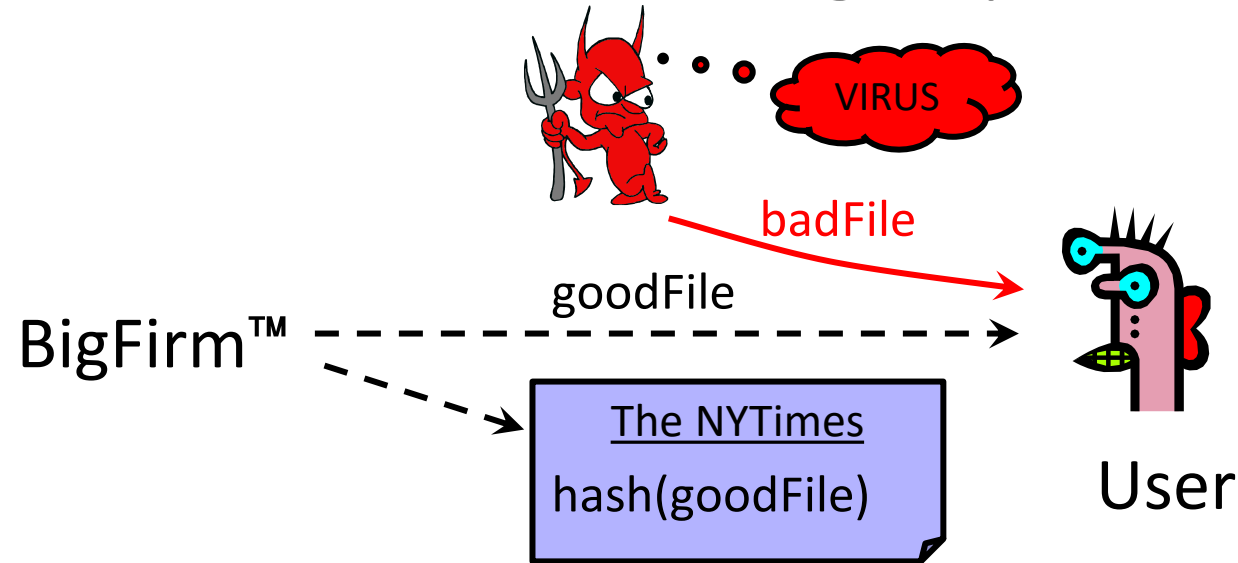 VIRUS
badFile
goodFile
BigFirm™
The NYTimes
hash(goodFile)
User